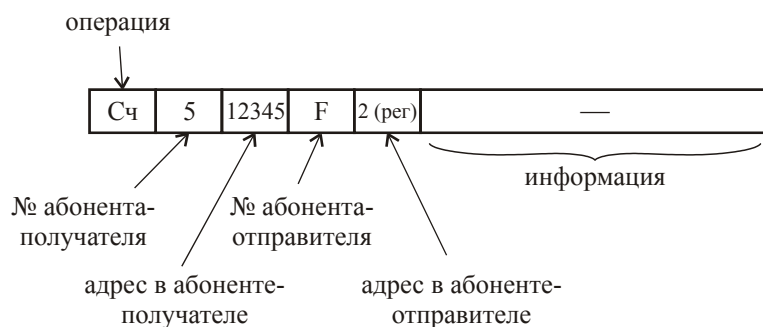 операция
Сч 5 12345 F 2 (рег) —
информация
№ абонента-
получателя
№ абонента-
отправителя
адрес в абоненте-
получателе
адрес в абоненте-
отправителе